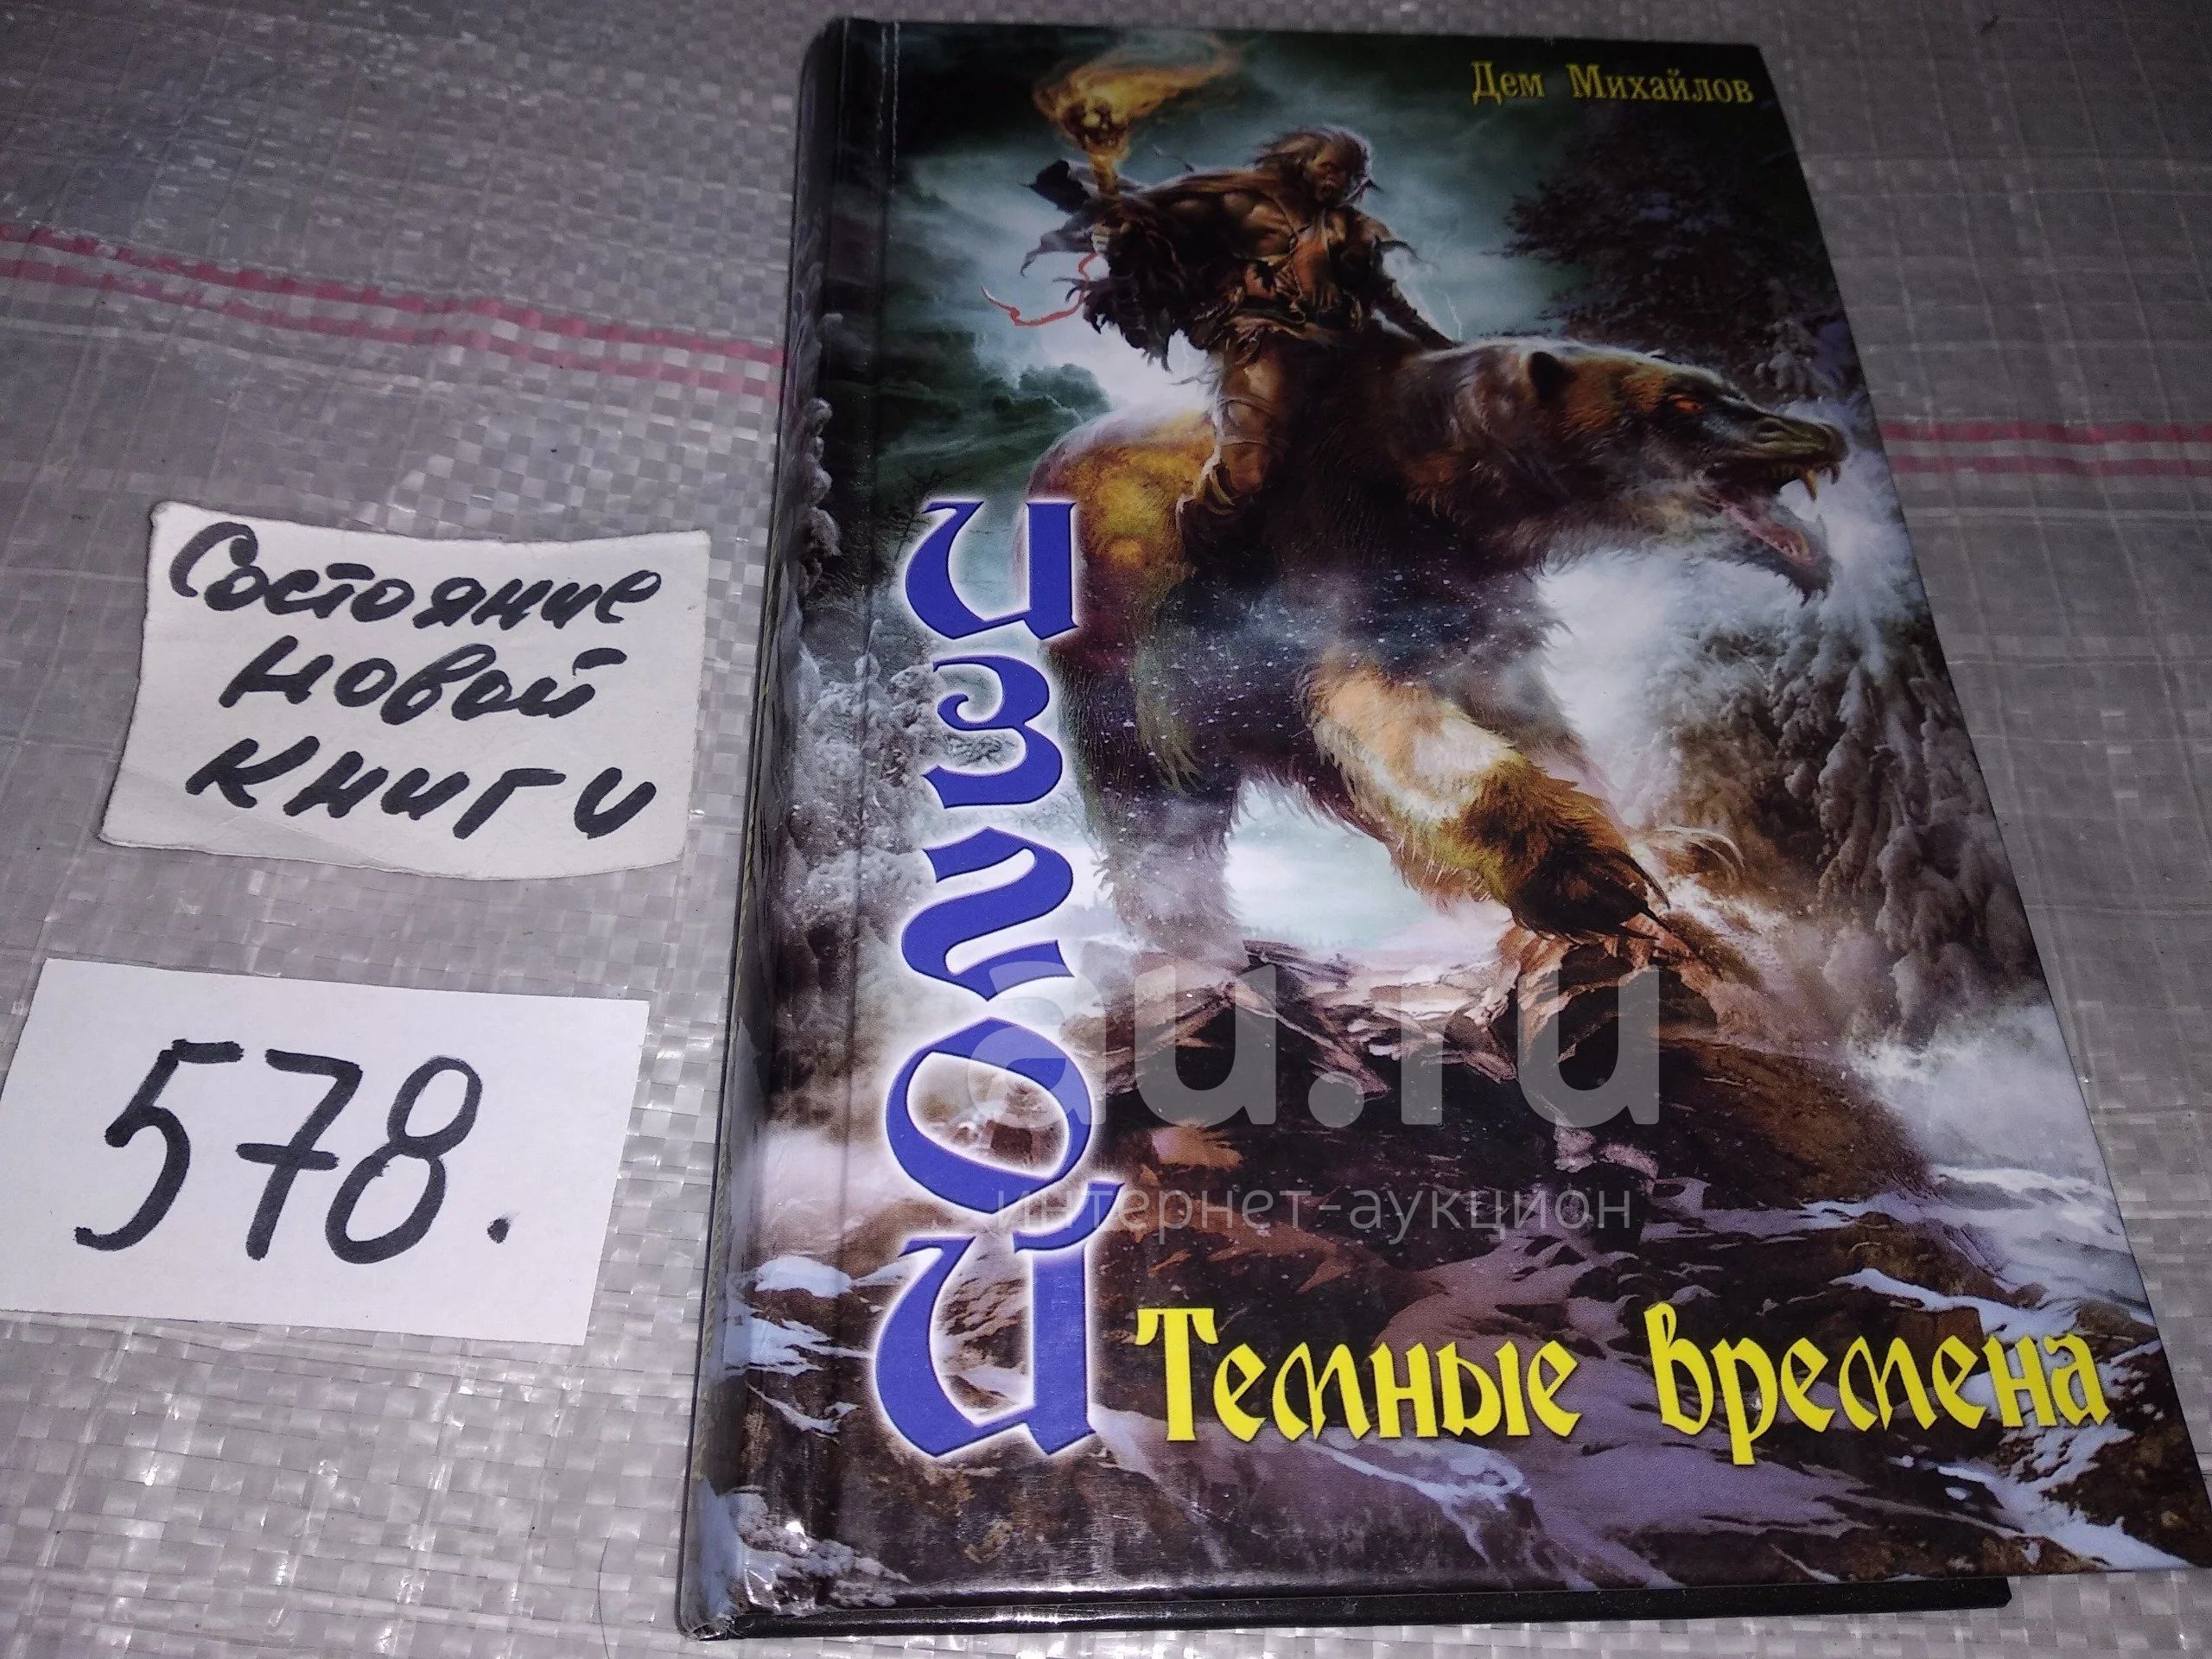 Дем Михайлов
ИЗГОЙ
Темные времена
Состояние
новой
книги
578.
au.ru
интернет-аукцион